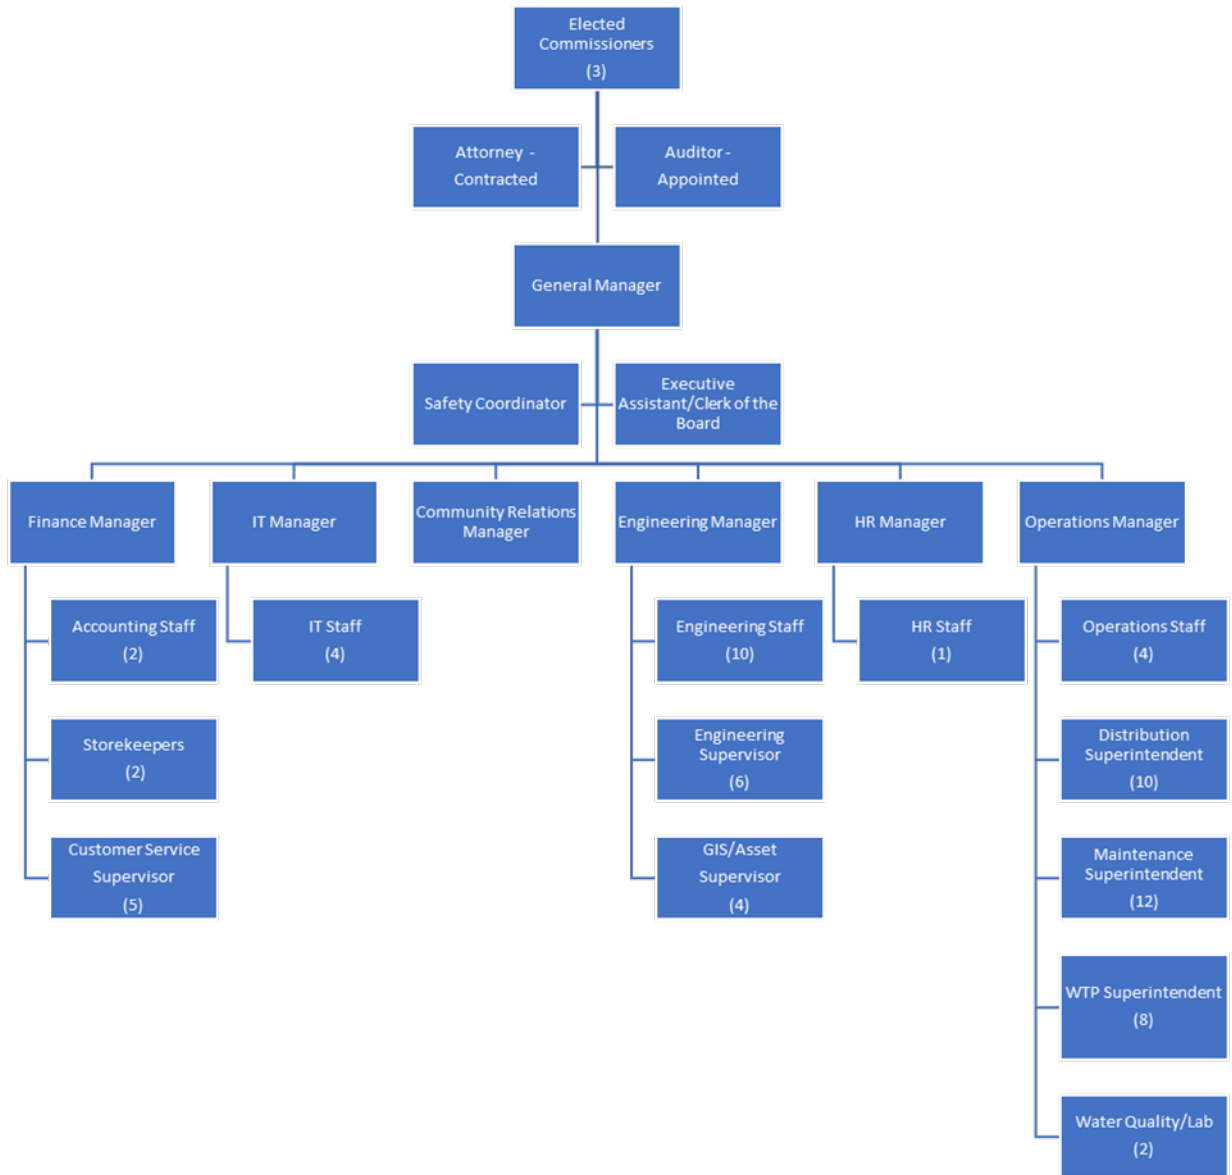 Elected
Commissioners
(3)
Attorney -
Contracted
Auditor-
Appointed
General Manager
Safety Coordinator
Executive
Assistant/Clerk of the
Board
Finance Manager
IT Manager
Community Relations
Manager
Engineering Manager
HR Manager
Operations Manager
Accounting Staff
(2)
IT Staff
(4)
Engineering Staff
(10)
HR Staff
(1)
Operations Staff
(4)
Storekeepers
(2)
Engineering
Supervisor
(6)
Distribution
Superintendent
(10)
Customer Service
Supervisor
(5)
GIS/Asset
Supervisor
(4)
Maintenance
Superintendent
(12)
WTP Superintendent
(8)
Water Quality/Lab
(2)